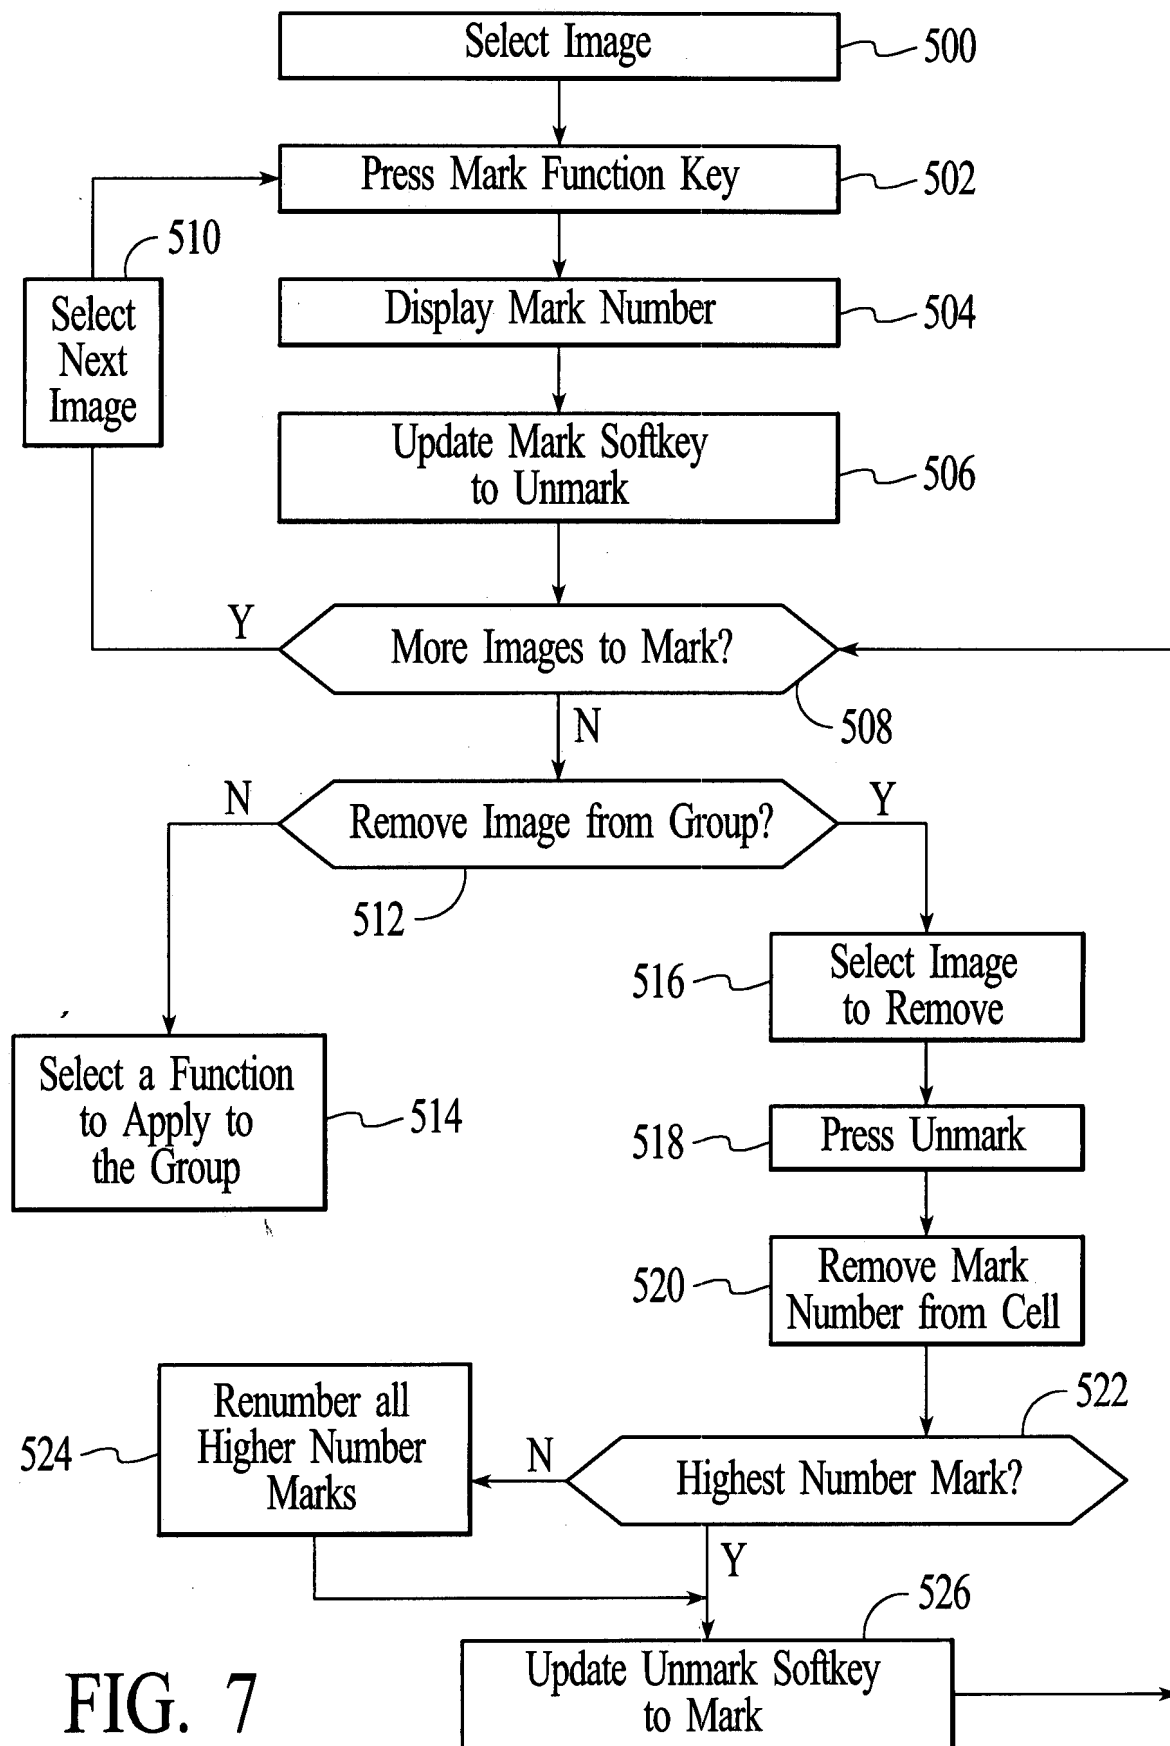 Select Image
500
Press Mark Function Key
502
510
Select
Next
Image
Display Mark Number
504
Update Mark Softkey
to Unmark
506
Y
More Images to Mark?
508
N
N
Remove Image from Group?
Y
512
516
Select Image
to Remove
Select a Function
to Apply to
the Group
514
518
Press Unmark
520
Remove Mark
Number from Cell
522
Renumber all
Higher Number
Marks
524
N
Highest Number Mark?
Y
526
Update Unmark Softkey
to Mark
FIG. 7